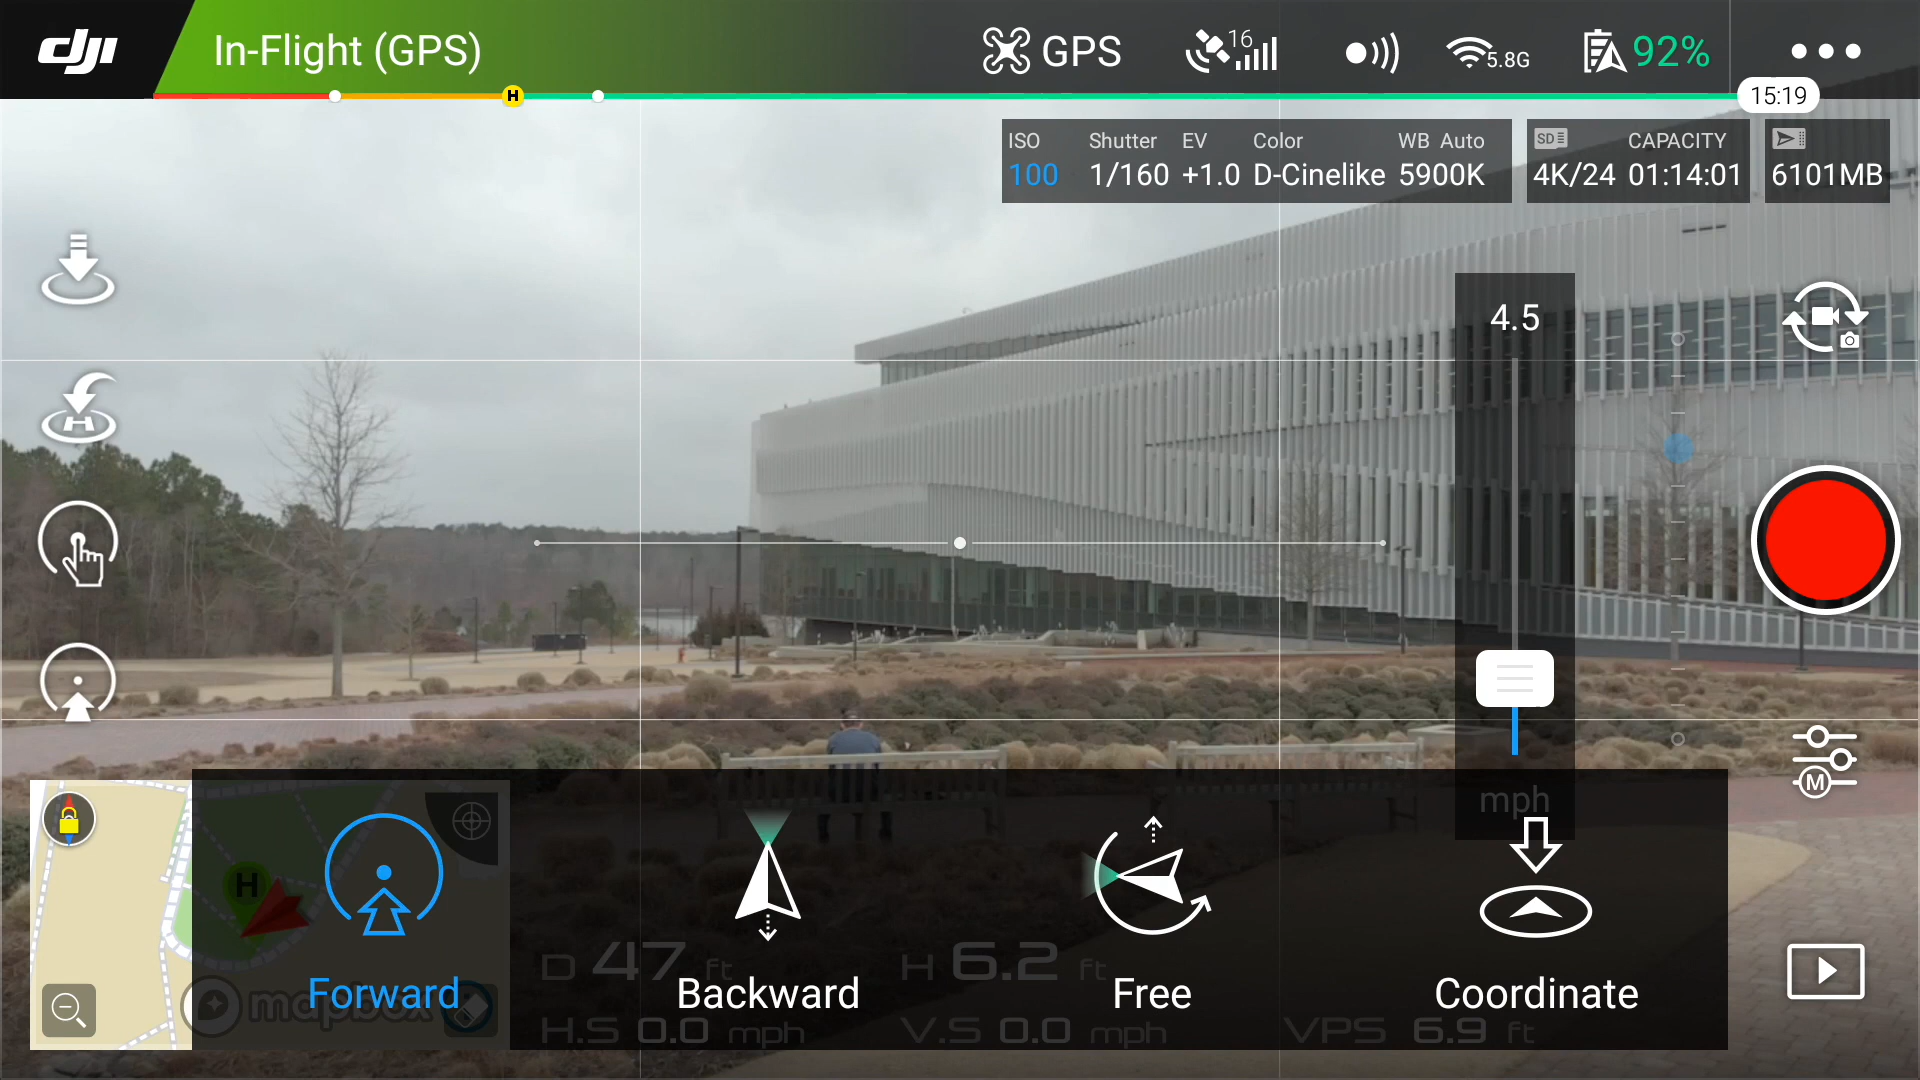 dji In-Flight (GPS) GPS 16 5.8G 92%
H 15:19
ISO Shutter EV Color WB Auto SD CAPACITY
100 1/160 +1.0 D-Cinelike 5900K 4K/24 01:14:01 6101MB
4.5
H
M
mph
H
D 47 ft H 6.2 ft
Forward Backward Free Coordinate
mapbox
H.S 0.0 mph V.S 0.0 mph VPS 6.9 ft